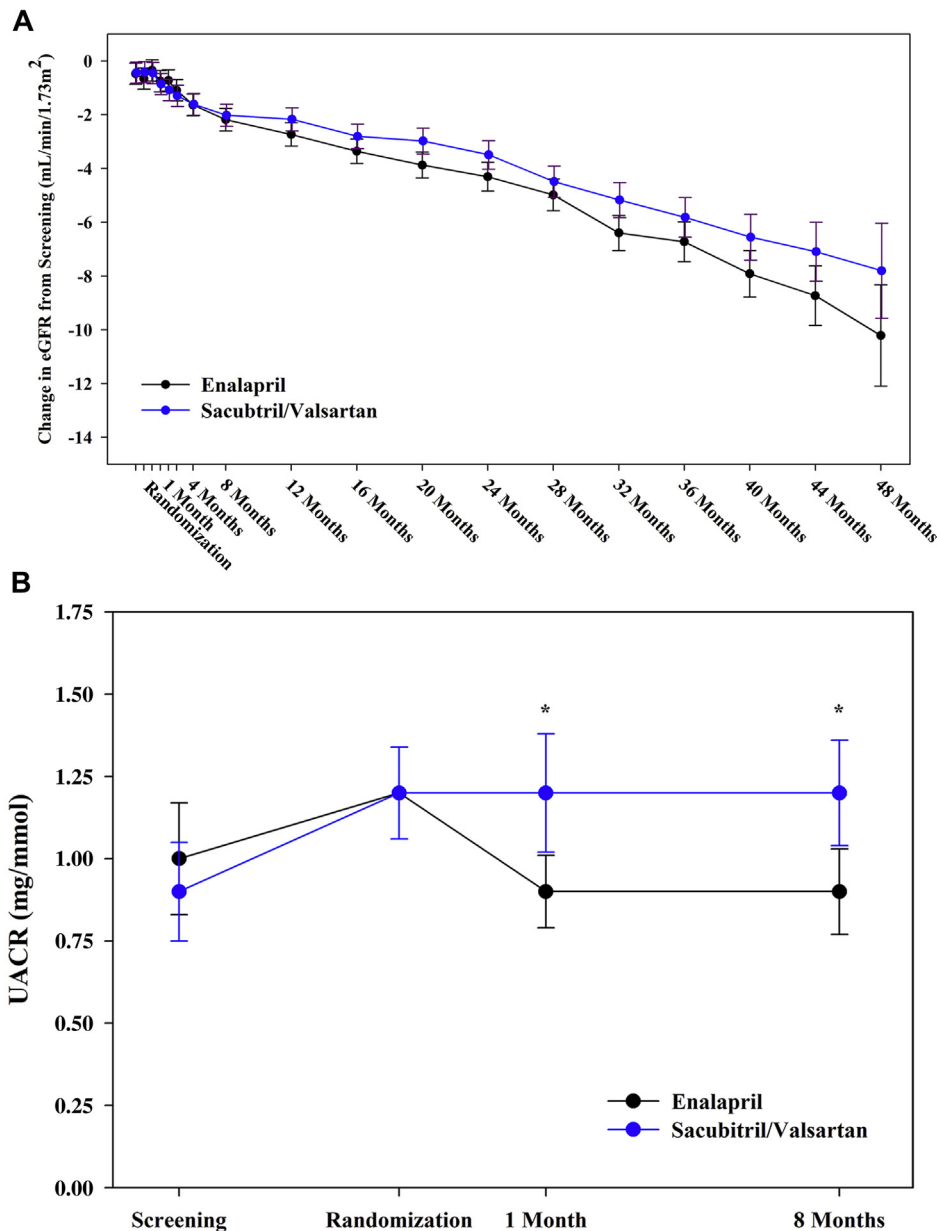 A
Change in eGFR from Screening (mL/min/1.73m²)
0
-2
-4
-6
-8
-10
-12
-14
Enalapril
Sacubtril/Valsartan
Randomization
1 Month
4 Months
8 Months
12 Months
16 Months
20 Months
24 Months
28 Months
32 Months
36 Months
40 Months
44 Months
48 Months
B
UACR (mg/mmol)
1.75
1.50
1.25
1.00
0.75
0.50
0.25
0.00
* *
Enalapril
Sacubitril/Valsartan
Screening Randomization 1 Month 8 Months